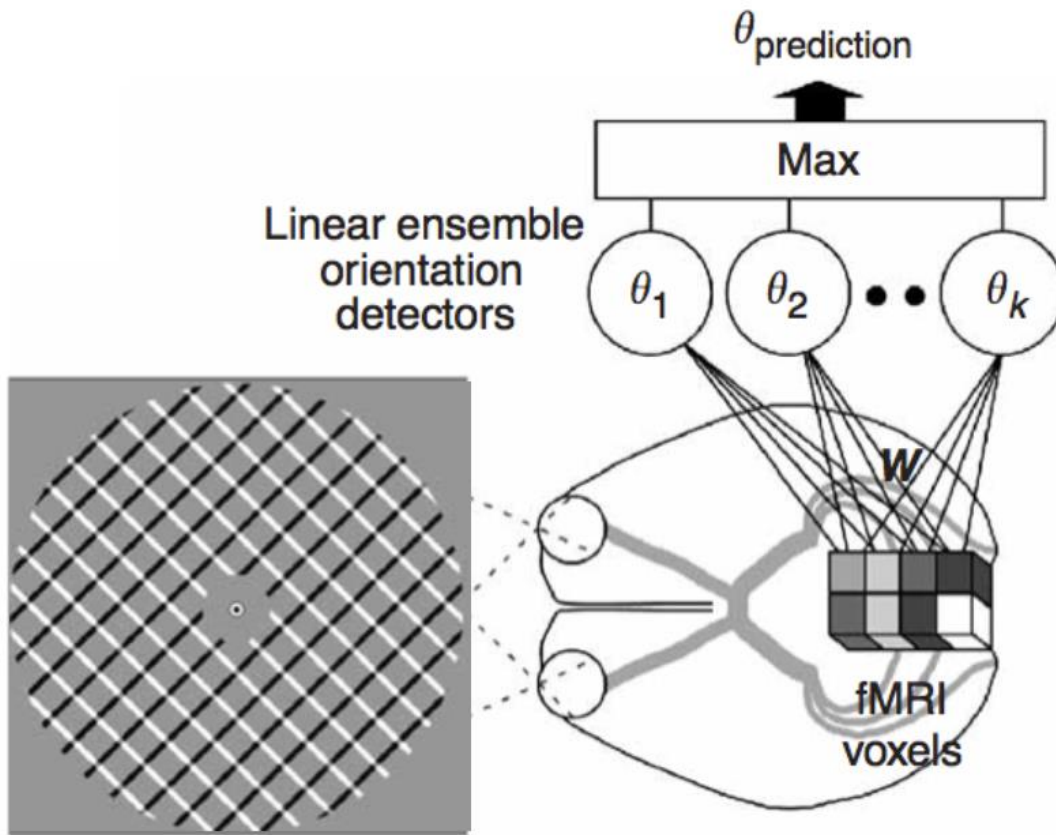 θprediction
Max
Linear ensemble
orientation
detectors
θ1 θ2 θk
W
fMRI
voxels